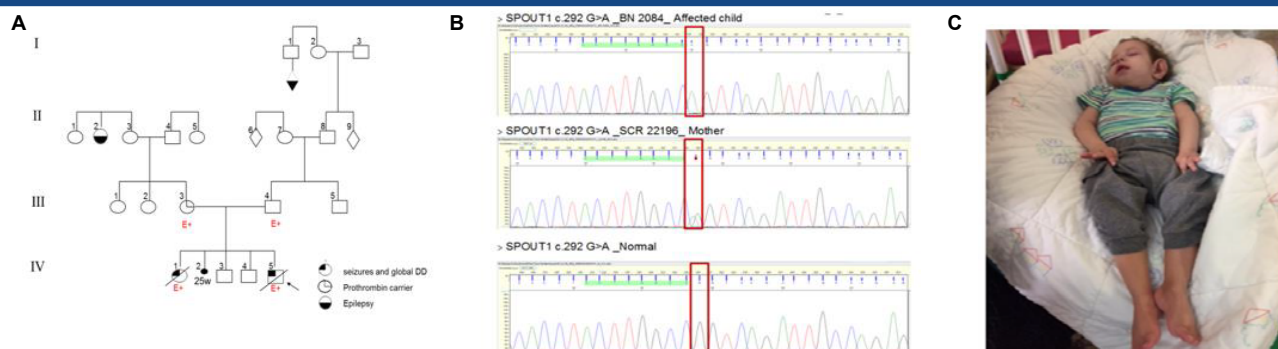 A
I
1
2
3
II
1
2
3
4
5
6
7
8
9
III
1
2
3
4
5
E+
E+
IV
1
2
3
4
5
E+
25w
E+
seizures and global DD
Prothrombin carrier
Epilepsy
B
> SPOUT1 c.292 G>A _BN 2084_ Affected child
> SPOUT1 c.292 G>A _SCR 22196_ Mother
> SPOUT1 c.292 G>A _Normal
C